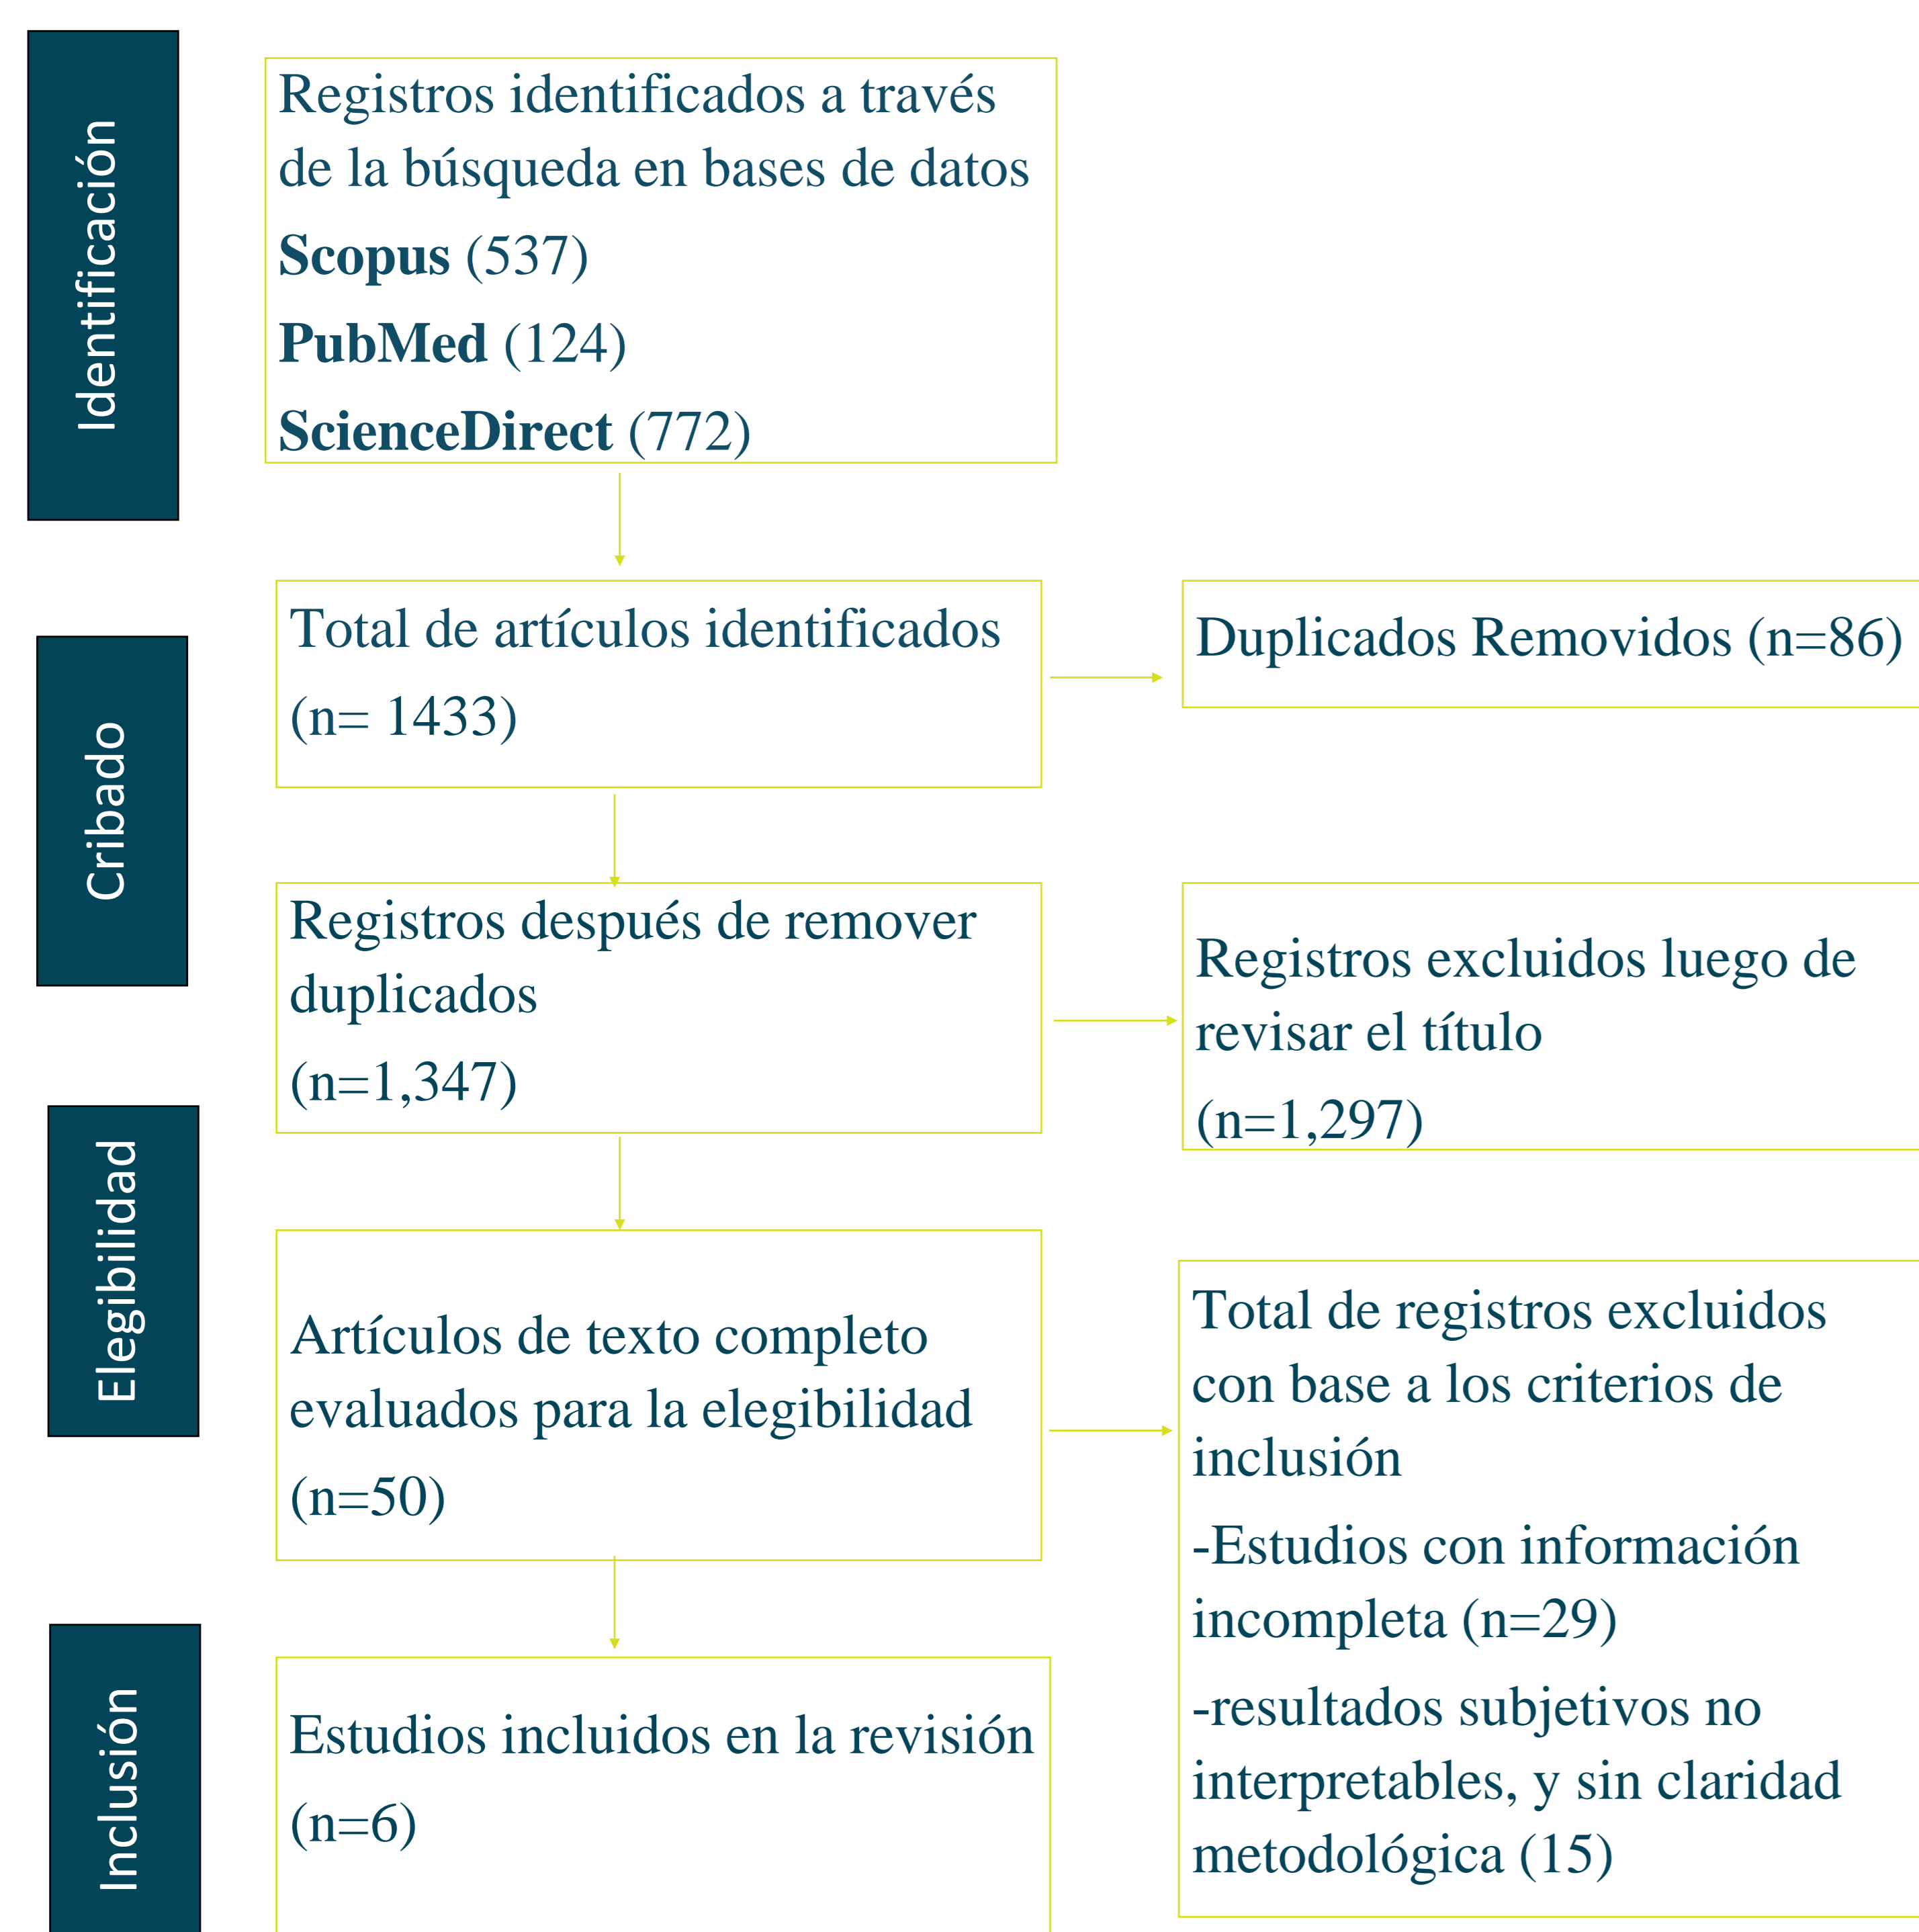 Identificación
Registros identificados a través
de la búsqueda en bases de datos
Scopus (537)
PubMed (124)
ScienceDirect (772)
Cribado
Total de artículos identificados
(n= 1433)
Duplicados Removidos (n=86)
Registros después de remover
duplicados
(n=1,347)
Registros excluidos luego de
revisar el título
(n=1,297)
Elegibilidad
Artículos de texto completo
evaluados para la elegibilidad
(n=50)
Total de registros excluidos
con base a los criterios de
inclusión
-Estudios con información
incompleta (n=29)
-resultados subjetivos no
interpretables, y sin claridad
metodológica (15)
Inclusión
Estudios incluidos en la revisión
(n=6)